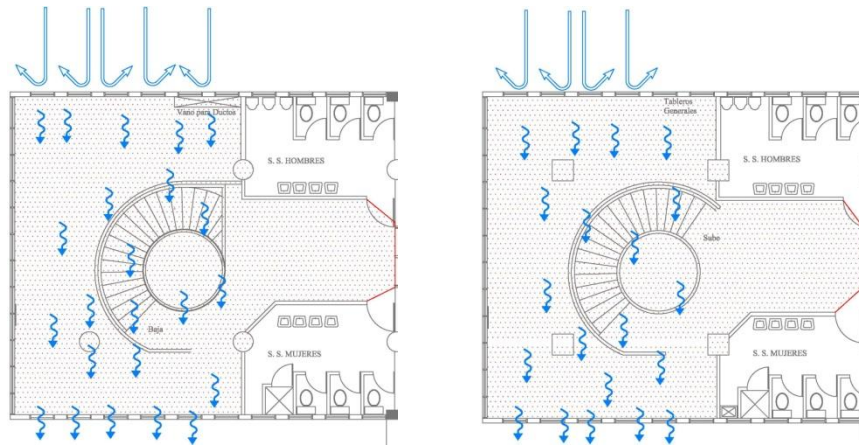 Vano para Ductos
S. S. HOMBRES
Baja
S. S. MUJERES
Tableros
Generales
S. S. HOMBRES
Sube
S. S. MUJERES